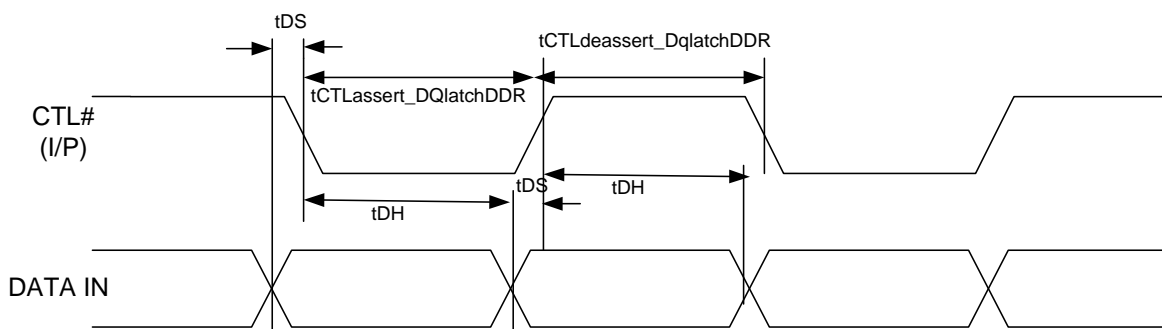 tDS
tCTLdeassert_DqlatchDDR
tCTLassert_DQlatchDDR
CTL#
(I/P)
tDS
tDH
tDH
DATA IN